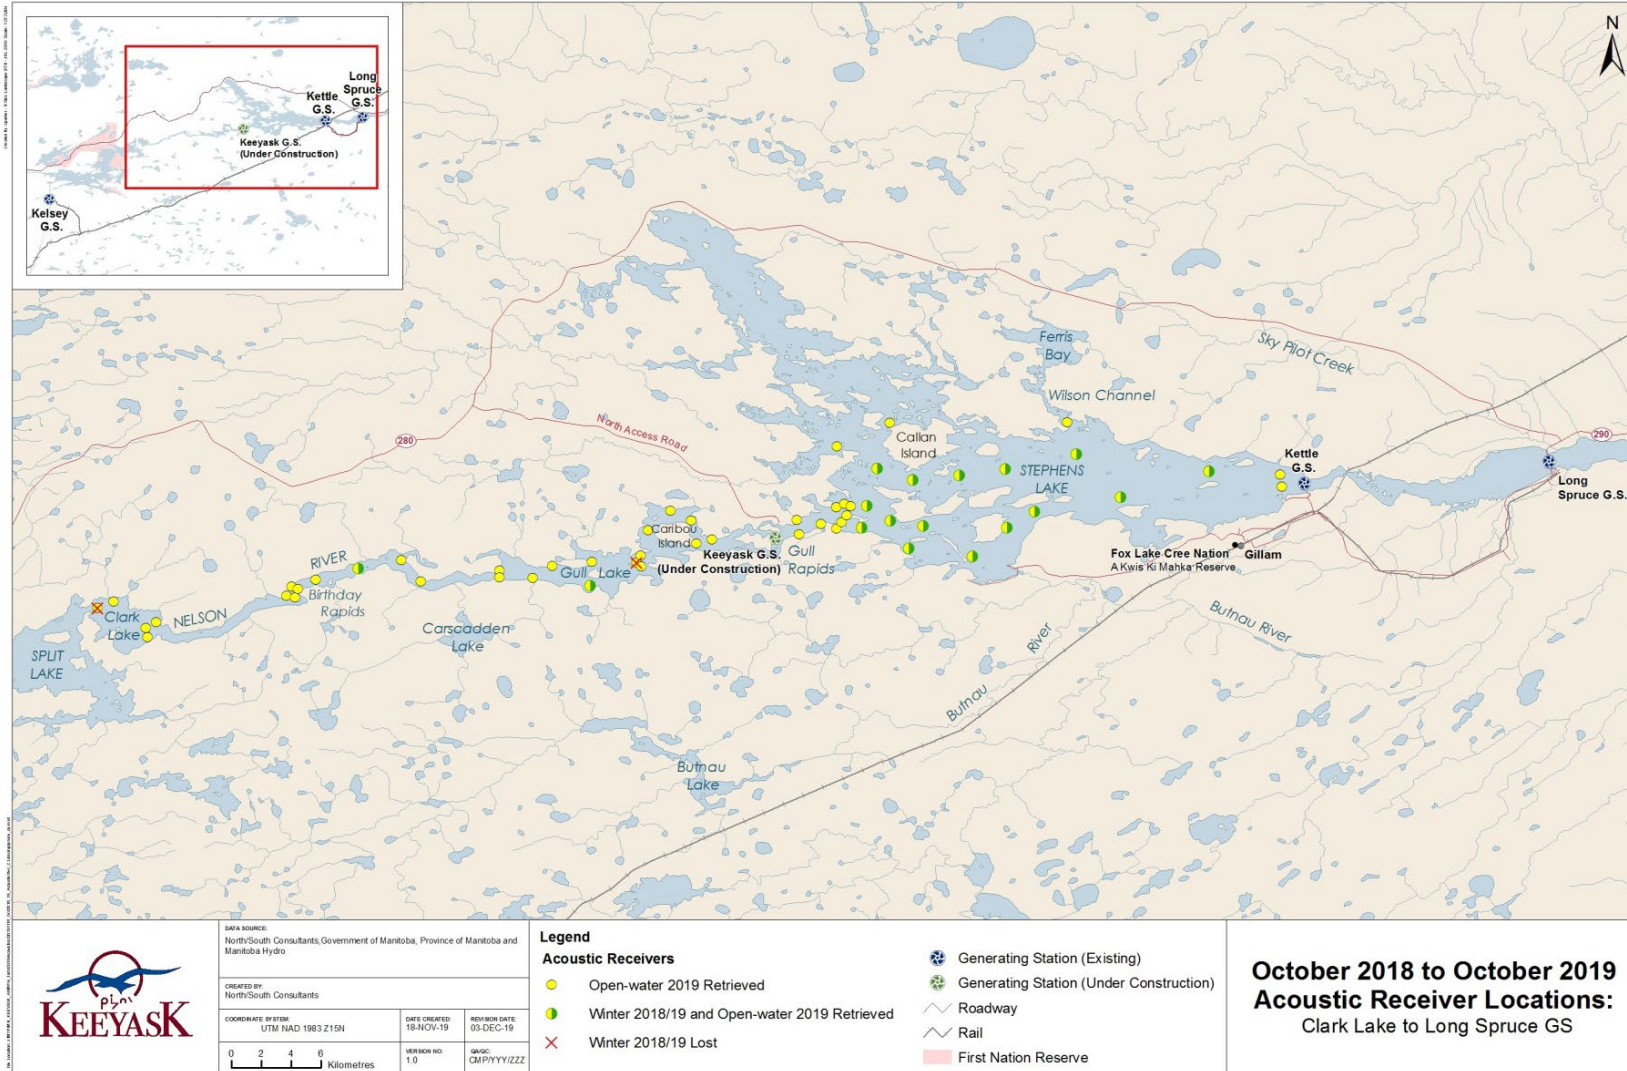 N
Long
Spruce
G.S.
Kettle
G.S.
Keeyask G.S.
(Under Construction)
Kelsey
G.S.
Ferris
Bay
Sky Pilot Creek
Wilson Channel
North Access Road
280
Callan
Island
290
Kettle
G.S.
STEPHENS
LAKE
Long
Spruce G.S.
Caribou
Island
Keeyask G.S.
(Under Construction)
Gull
Rapids
Fox Lake Cree Nation
A Kwis Ki Mahka Reserve
Gillam
RIVER
Gull Lake
Birthday
Rapids
Clark
Lake
NELSON
Carscadden
Lake
Butnau River
SPLIT
LAKE
River
Butnau
Butnau
Lake
KEEYASK
DATA SOURCE:
North/South Consultants,Government of Manitoba, Province of Manitoba and
Manitoba Hydro
CREATED BY:
North/South Consultants
COORDINATE SYSTEM:
UTM NAD 1983 Z15N
DATE CREATED:
18-NOV-19
REVISION DATE:
03-DEC-19
0 2 4 6
Kilometres
VERSION NO:
1.0
QA/QC:
CMP/YYY/ZZZ
Legend
Acoustic Receivers
Open-water 2019 Retrieved
Winter 2018/19 and Open-water 2019 Retrieved
Winter 2018/19 Lost
Generating Station (Existing)
Generating Station (Under Construction)
Roadway
Rail
First Nation Reserve
October 2018 to October 2019
Acoustic Receiver Locations:
Clark Lake to Long Spruce GS